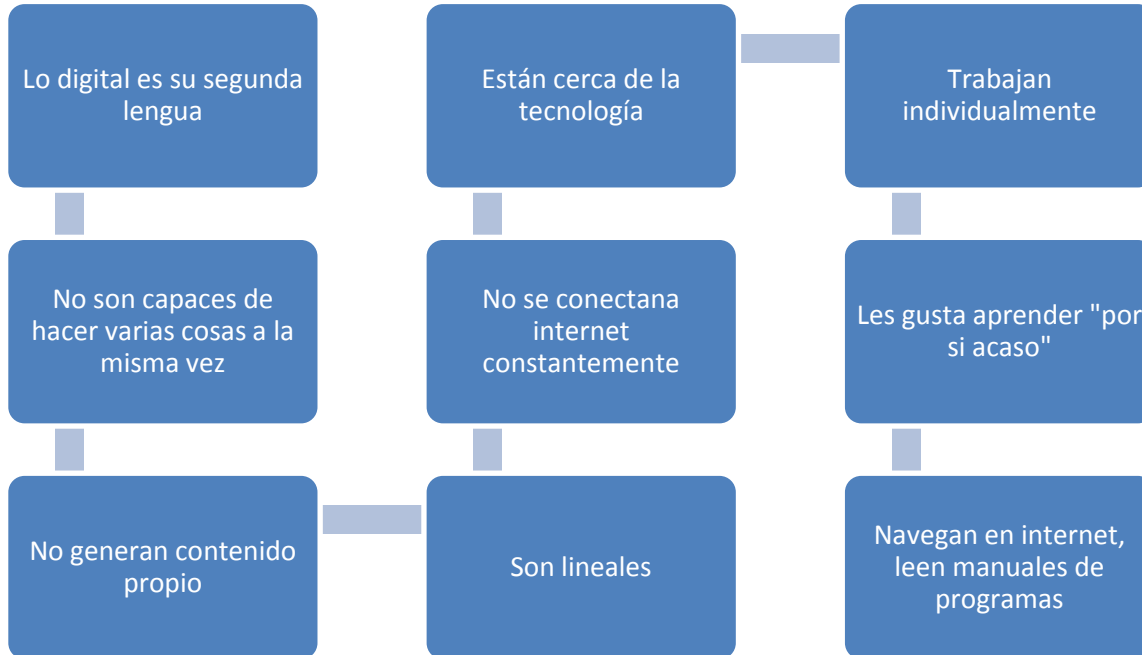 Lo digital es su segunda
lengua
No son capaces de
hacer varias cosas a la
misma vez
No generan contenido
propio
Son lineales
No se conectana
internet
constantemente
Están cerca de la
tecnología
Trabajan
individualmente
Les gusta aprender "por
si acaso"
Navegan en internet,
leen manuales de
programas